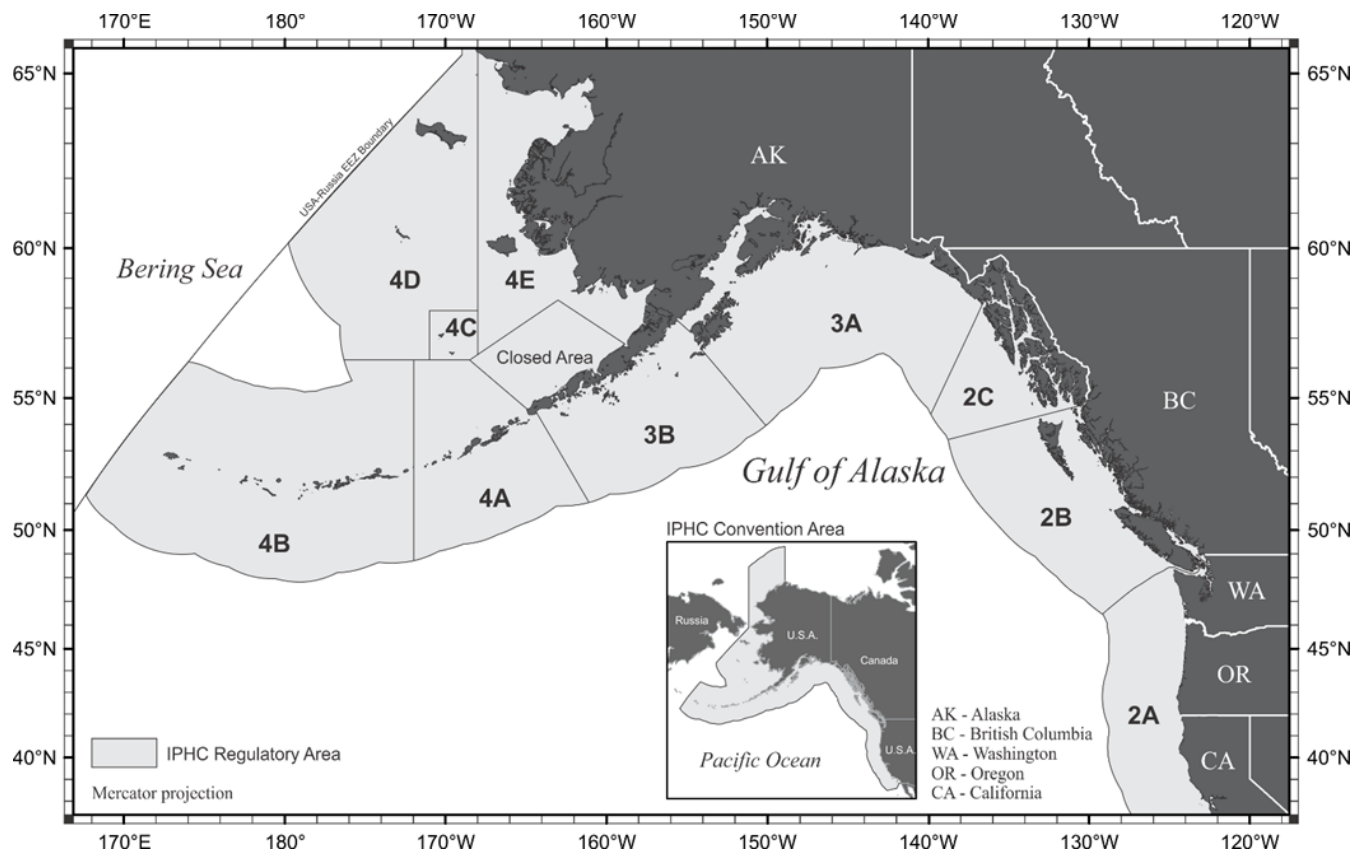 170°E 180° 170°W 160°W 150°W 140°W 130°W 120°W
65°N 65°N
AK
USA-Russia EEZ Boundary
60°N 60°N
Bering Sea
4D 4E
4C 3A
Closed Area
55°N 55°N
2C BC
3B
Gulf of Alaska
4A
50°N 50°N
4B 2B
IPHC Convention Area
WA
Russia
U.S.A.
Canada
45°N 45°N
OR
2A
AK - Alaska
BC - British Columbia
WA - Washington
OR - Oregon
CA - California
U.S.A.
Pacific Ocean
CA
40°N 40°N
IPHC Regulatory Area
Mercator projection
170°E 180° 170°W 160°W 150°W 140°W 130°W 120°W